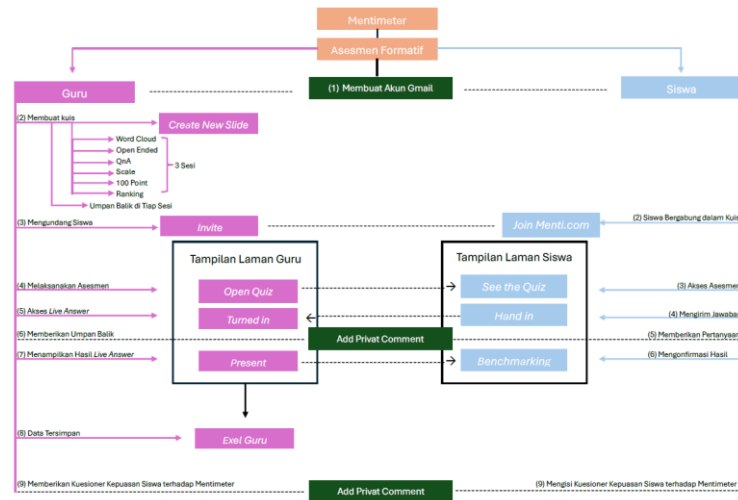 Mentimeter
Asesmen Formatif
Guru
(1) Membuat Akun Gmail
Siswa
(2) Membuat kuis
Create New Slide
Word Cloud
Open Ended
QnA
Scale
100 Point
Ranking
3 Sesi
Umpan Balik di Tiap Sesi
(3) Mengundang Siswa
Invite
Join Menti.com
(2) Siswa Bergabung dalam Kuis
Tampilan Laman Guru
Tampilan Laman Siswa
(4) Melaksanakan Asesmen
Open Quiz
See the Quiz
(3) Akses Asesmen
(5) Akses Live Answer
Turned in
Hand in
(4) Mengirim Jawaban
(6) Memberikan Umpan Balik
Add Privat Comment
(5) Memberikan Pertanyaan
(7) Menampilkan Hasil Live Answer
Present
Benchmarking
(6) Mengonfirmasi Hasil
(8) Data Tersimpan
Exel Guru
(9) Memberikan Kuesioner Kepuasan Siswa terhadap Mentimeter
Add Privat Comment
(9) Mengisi Kuesioner Kepuasan Siswa terhadap Mentimeter